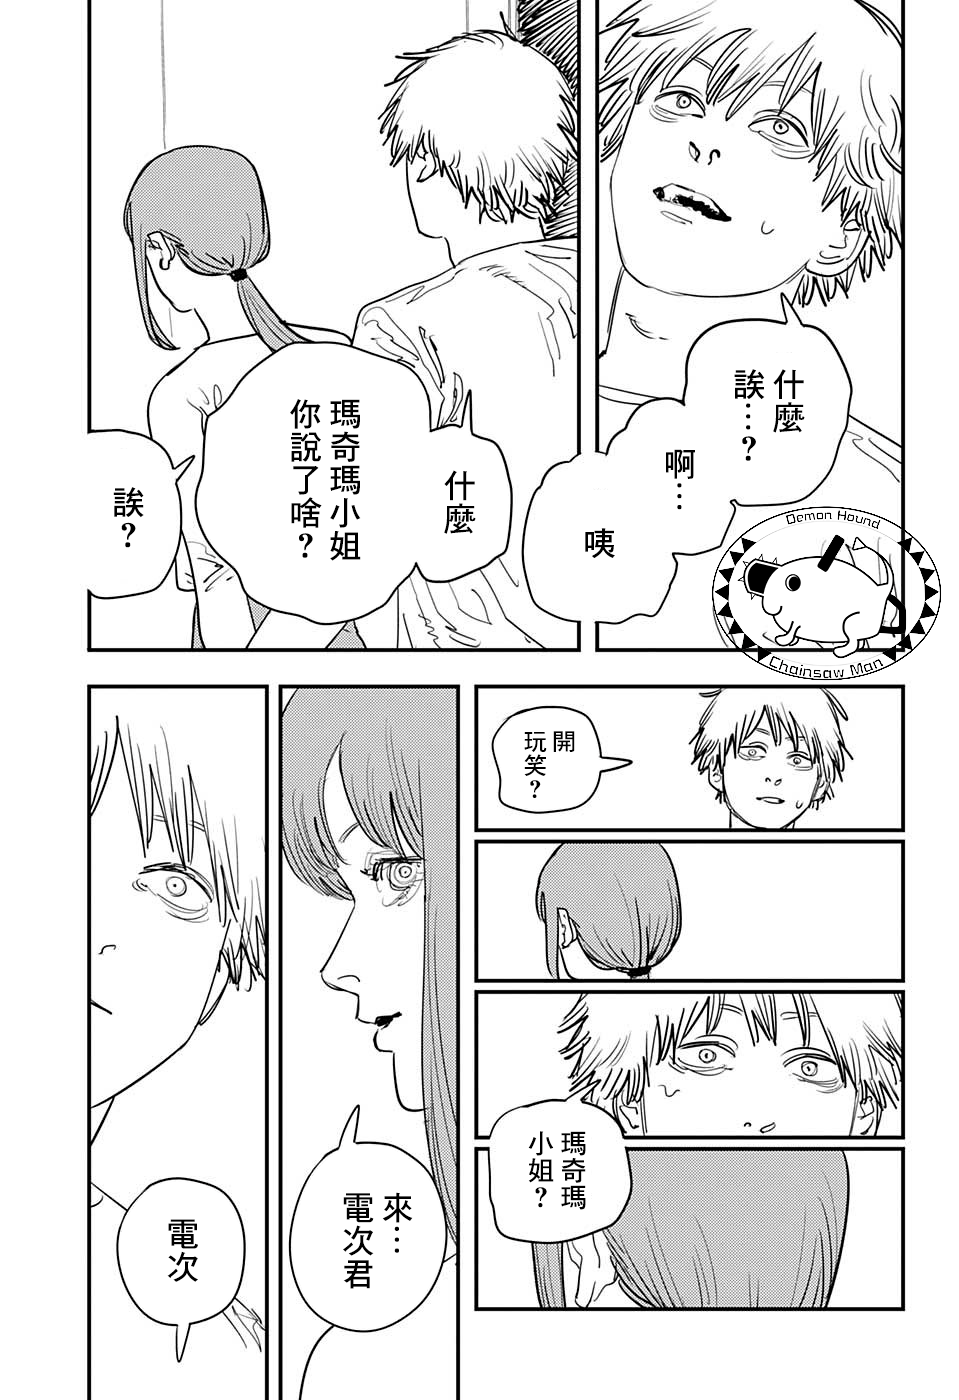 什麼
誒…?
啊…
咦
什麼
瑪奇瑪小姐
你說了啥?
誒?
Demon Hound
Chainsaw Man
開
玩笑?
瑪奇瑪
小姐?
來…
電次君
電次